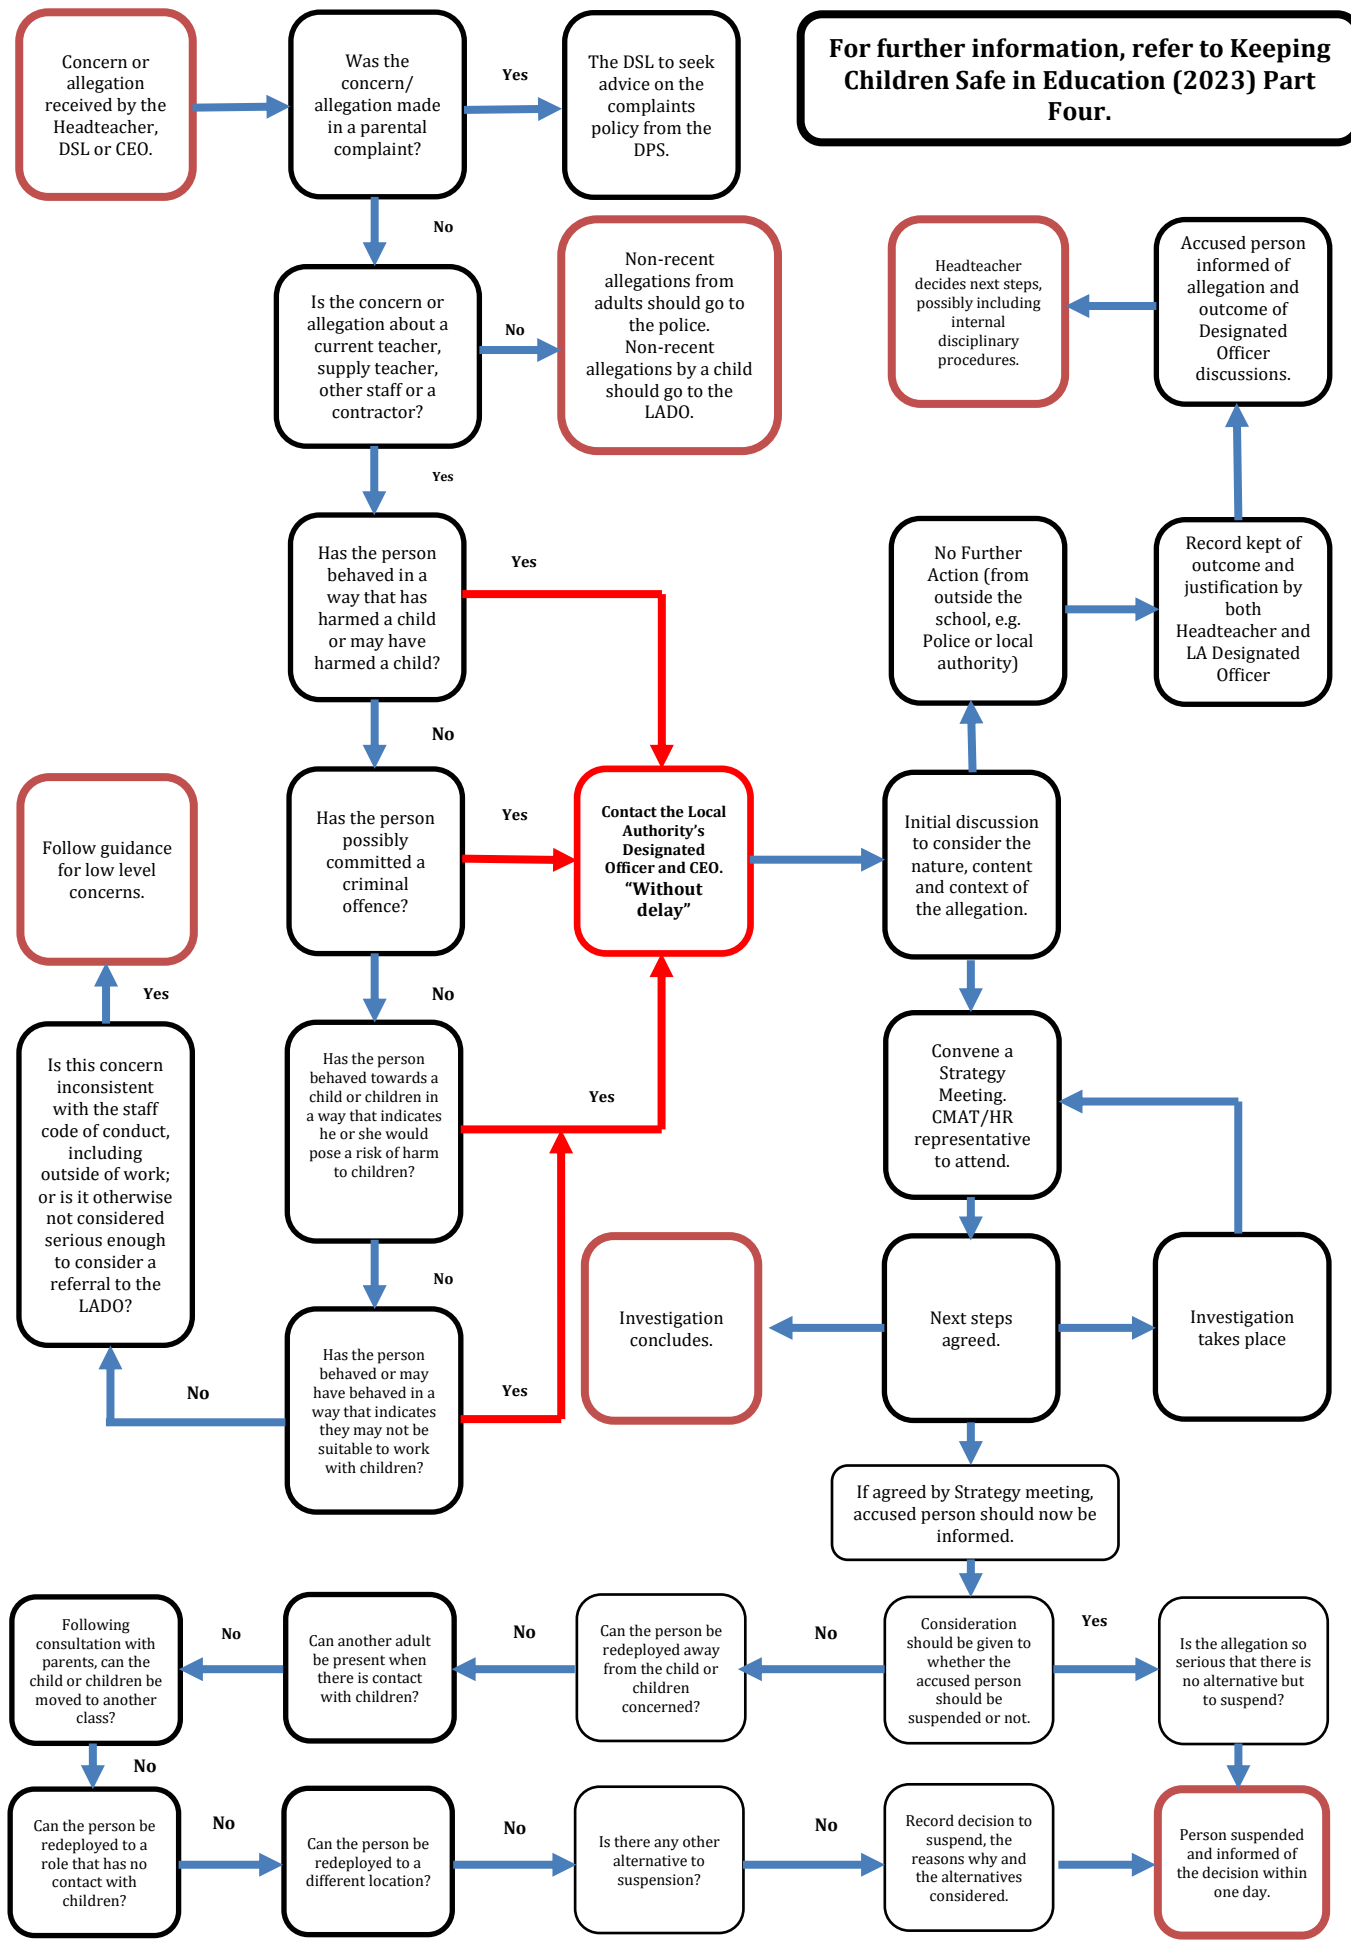 Concern or
allegation
received by the
Headteacher,
DSL or CEO.
Was the
concern/
allegation made
in a parental
complaint?
Yes
The DSL to seek
advice on the
complaints
policy from the
DPS.
For further information, refer to Keeping
Children Safe in Education (2023) Part
Four.
No
Is the concern or
allegation about a
current teacher,
supply teacher,
other staff or a
contractor?
No
Non-recent
allegations from
adults should go to
the police.
Non-recent
allegations by a child
should go to the
LADO.
Headteacher
decides next steps,
possibly including
internal
disciplinary
procedures.
Accused person
informed of
allegation and
outcome of
Designated
Officer
discussions.
Yes
Has the person
behaved in a
way that has
harmed a child
or may have
harmed a child?
Yes
No Further
Action (from
outside the
school, e.g.
Police or local
authority)
Record kept of
outcome and
justification by
both
Headteacher and
LA Designated
Officer
No
Follow guidance
for low level
concerns.
Has the person
possibly
committed a
criminal
offence?
Yes
Contact the Local
Authority’s
Designated
Officer and CEO.
“Without
delay”
Initial discussion
to consider the
nature, content
and context of
the allegation.
Yes
No
Is this concern
inconsistent
with the staff
code of conduct,
including
outside of work;
or is it otherwise
not considered
serious enough
to consider a
referral to the
LADO?
Has the person
behaved towards a
child or children in
a way that indicates
he or she would
pose a risk of harm
to children?
Yes
Convene a
Strategy
Meeting.
CMAT/HR
representative
to attend.
No
No
Has the person
behaved or may
have behaved in a
way that indicates
they may not be
suitable to work
with children?
Yes
Investigation
concludes.
Next steps
agreed.
Investigation
takes place
If agreed by Strategy meeting,
accused person should now be
informed.
Following
consultation with
parents, can the
child or children be
moved to another
class?
No
Can another adult
be present when
there is contact
with children?
No
Can the person be
redeployed away
from the child or
children
concerned?
No
Consideration
should be given to
whether the
accused person
should be
suspended or not.
Yes
Is the allegation so
serious that there is
no alternative but
to suspend?
No
Can the person be
redeployed to a
role that has no
contact with
children?
No
Can the person be
redeployed to a
different location?
No
Is there any other
alternative to
suspension?
No
Record decision to
suspend, the
reasons why and
the alternatives
considered.
Person suspended
and informed of
the decision within
one day.